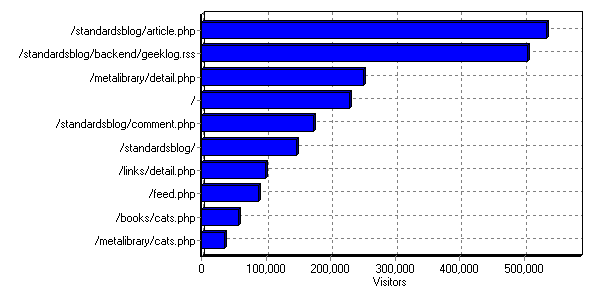 /standardsblog/article.php
/standardsblog/backend/geeklog.rss
/metalibrary/detail.php
/
/standardsblog/comment.php
/standardsblog/
/links/detail.php
/feed.php
/books/cats.php
/metalibrary/cats.php
0 100,000 200,000 300,000 400,000 500,000
Visitors